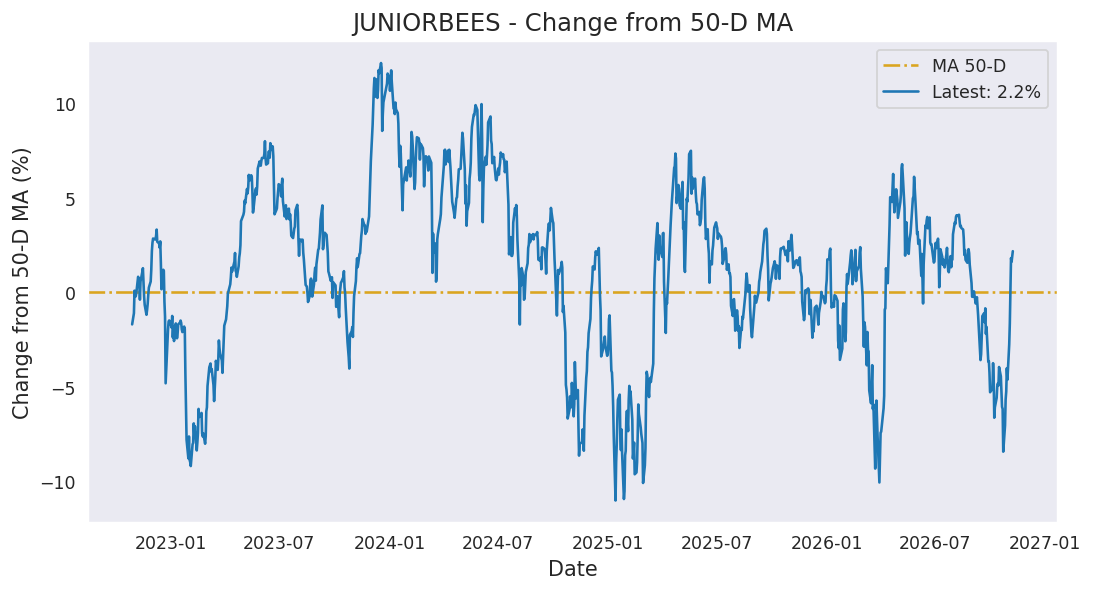 JUNIORBEES - Change from 50-D MA
MA 50-D
Latest: 2.2%
Change from 50-D MA (%)
10
5
0
−5
−10
2023-01 2023-07 2024-01 2024-07 2025-01 2025-07 2026-01 2026-07 2027-01
Date